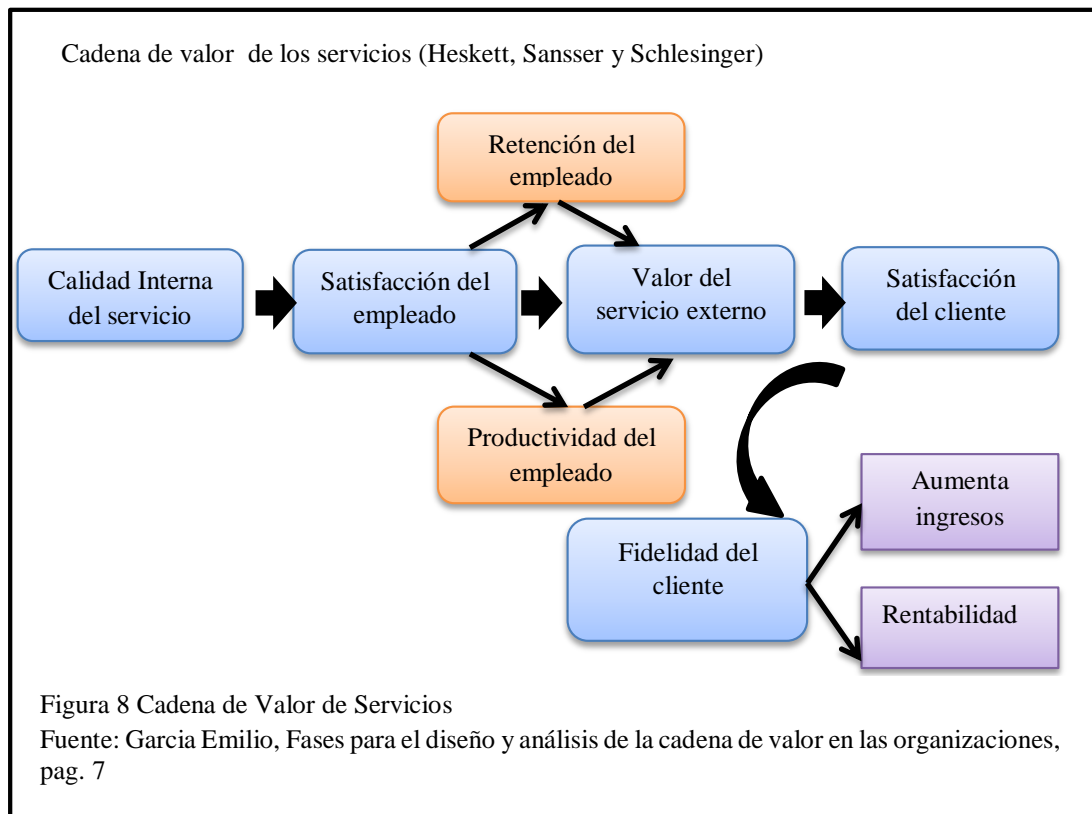 Cadena de valor de los servicios (Heskett, Sansser y Schlesinger)
Retención del
empleado
Calidad Interna
del servicio
Satisfacción del
empleado
Valor del
servicio externo
Satisfacción
del cliente
Productividad del
empleado
Fidelidad del
cliente
Aumenta
ingresos
Rentabilidad
Figura 8 Cadena de Valor de Servicios
Fuente: Garcia Emilio, Fases para el diseño y análisis de la cadena de valor en las organizaciones,
pag. 7